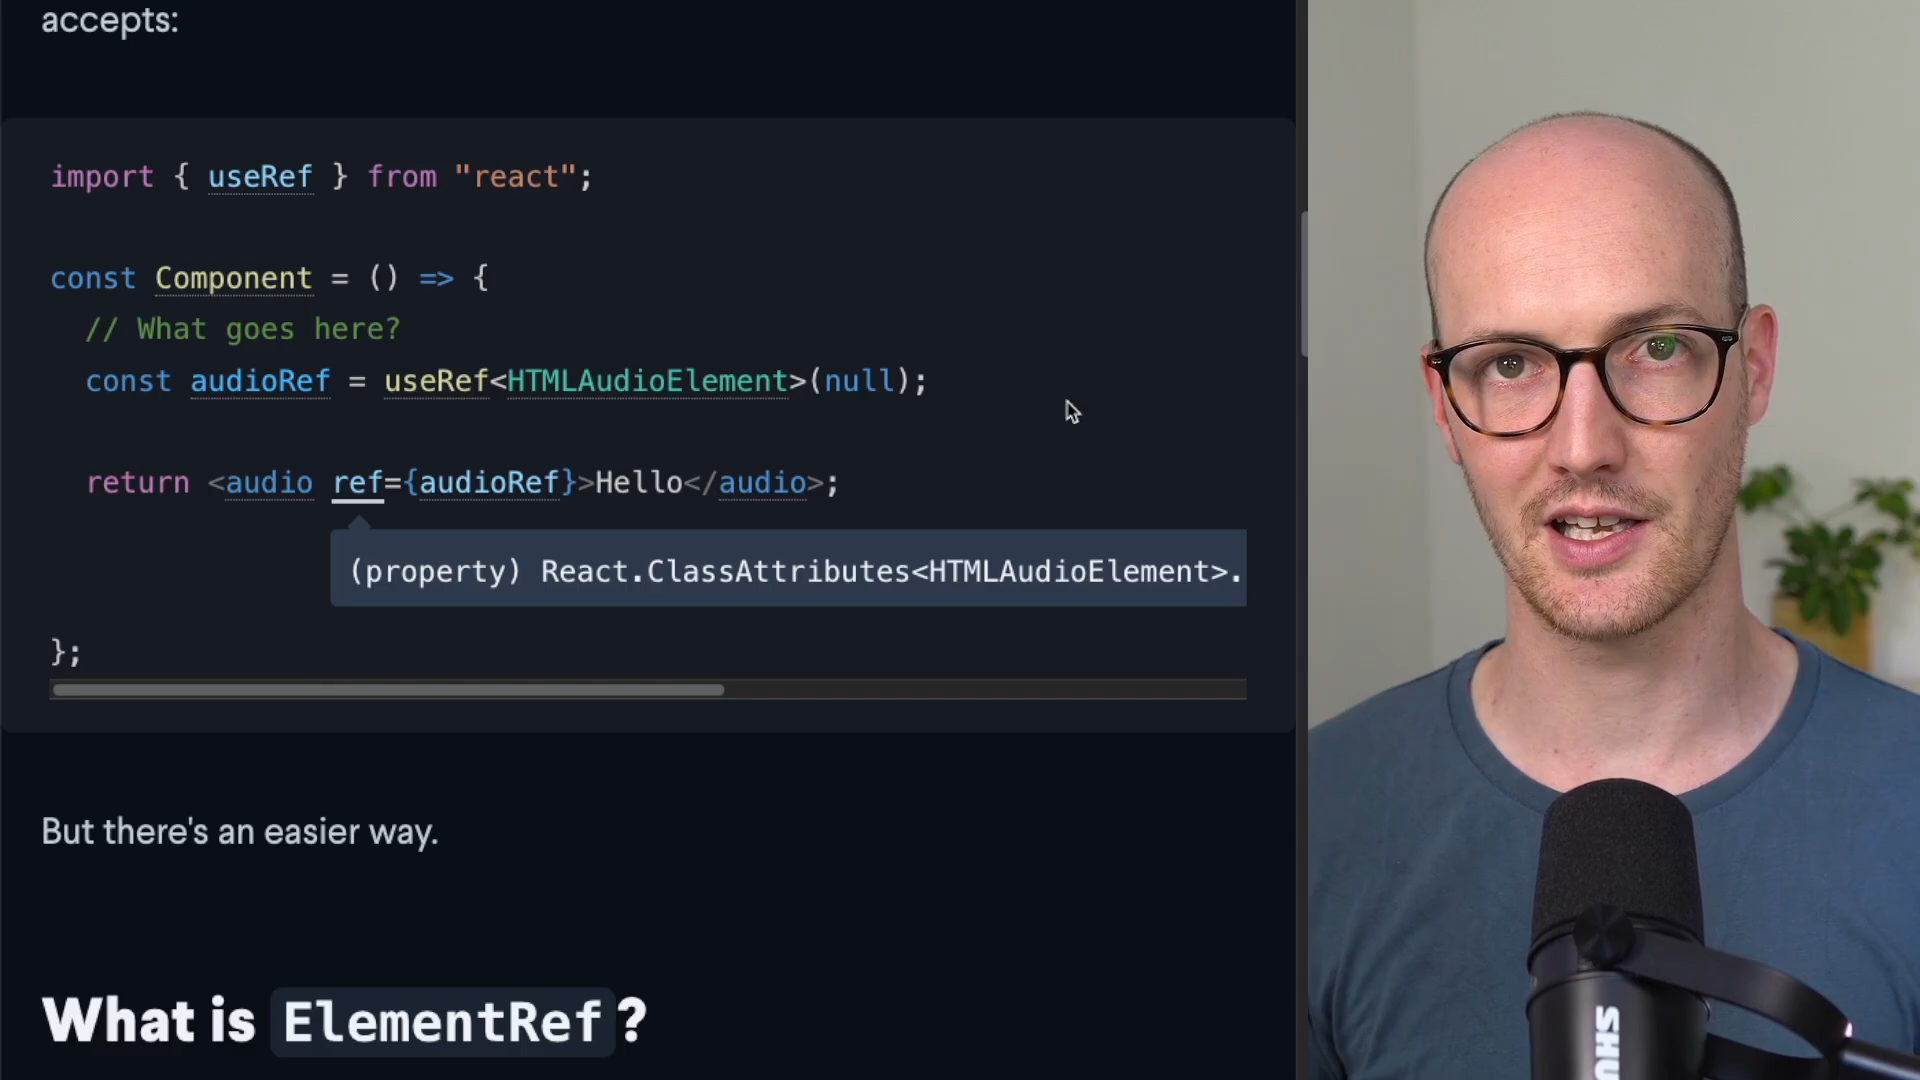 accepts:
import { useRef } from "react";
const Component = () => {
// What goes here?
const audioRef = useRef<HTMLAudioElement>(null);
return <audio ref={audioRef}>Hello</audio>;
(property) React.ClassAttributes<HTMLAudioElement>.
};
But there's an easier way.
What is ElementRef?
SHU